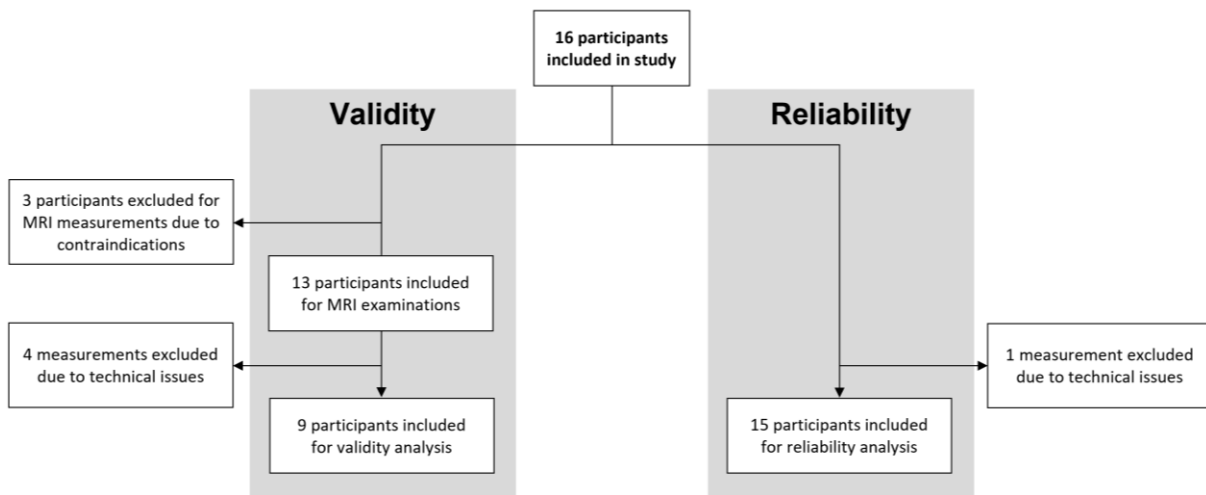 16 participants
included in study
Validity
Reliability
3 participants excluded for
MRI measurements due to
contraindications
13 participants included
for MRI examinations
4 measurements excluded
due to technical issues
1 measurement excluded
due to technical issues
9 participants included
for validity analysis
15 participants included
for reliability analysis